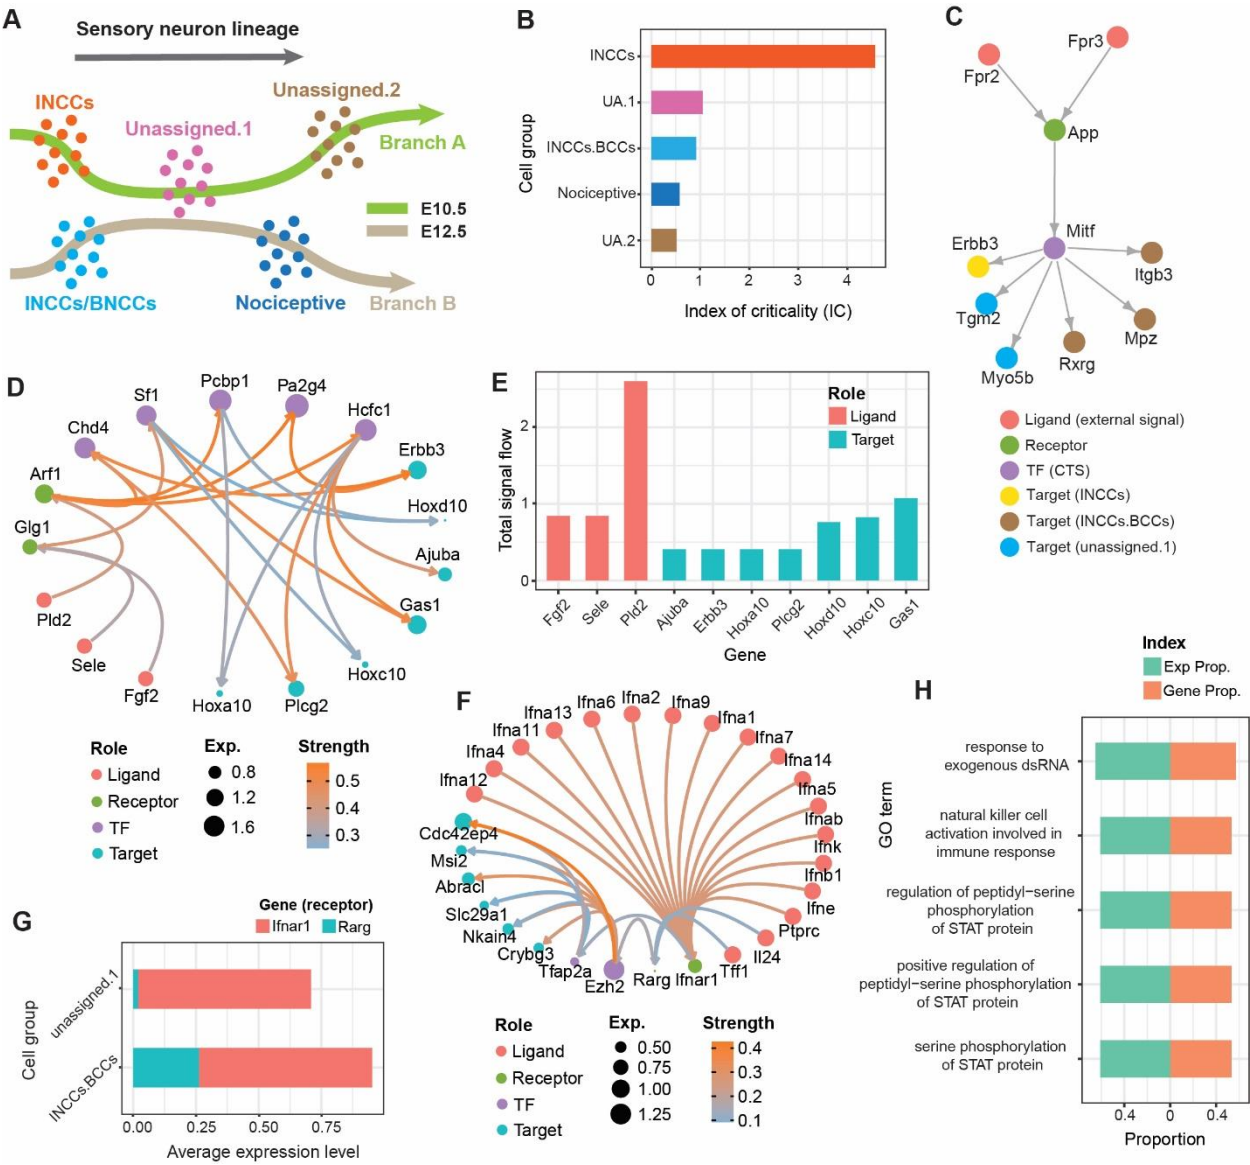 A
Sensory neuron lineage
INCCs
Unassigned.1
Unassigned.2
Branch A
E10.5
E12.5
INCCs/BNCCs
Nociceptive
Branch B
B
Cell group
INCCs
UA.1
INCCs.BCCs
Nociceptive
UA.2
0 1 2 3 4
Index of criticality (IC)
C
Fpr2
Fpr3
App
Mitf
Erbb3
Itgb3
Tgm2
Mpz
Myo5b
Rxrg
Ligand (external signal)
Receptor
TF (CTS)
Target (INCCs)
Target (INCCs.BCCs)
Target (unassigned.1)
D
Sf1
Pcbp1
Pa2g4
Hcfc1
Chd4
Erbb3
Arf1
Hoxd10
Glg1
Ajuba
Pld2
Gas1
Sele
Hoxc10
Fgf2
Hoxa10
Plcg2
Role
Ligand
Receptor
TF
Target
Exp.
0.8
1.2
1.6
Strength
0.5
0.4
0.3
E
Total signal flow
2
1
0
Role
Ligand
Target
Fgf2
Sele
Pld2
Ajuba
Erbb3
Hoxa10
Plcg2
Hoxd10
Hoxc10
Gas1
Gene
F
Ifna12
Ifna4
Ifna11
Ifna13
Ifna6
Ifna2
Ifna9
Ifna1
Ifna7
Ifna14
Ifna5
Ifnab
Ifnk
Ifnb1
Ifne
Ptprc
Il24
Tff1
Ifnar1
Rarg
Ezh2
Tfap2a
Crybg3
Nkain4
Slc29a1
Abracl
Msi2
Cdc42ep4
Role
Ligand
Receptor
TF
Target
Exp.
0.50
0.75
1.00
1.25
Strength
0.4
0.3
0.2
0.1
G
Gene (receptor)
Ifnar1
Rarg
Cell group
unassigned.1
INCCs.BCCs
0.00 0.25 0.50 0.75
Average expression level
H
Index
Exp Prop.
Gene Prop.
GO term
response to
exogenous dsRNA
natural killer cell
activation involved in
immune response
regulation of peptidyl−serine
phosphorylation
of STAT protein
positive regulation of
peptidyl−serine phosphorylation
of STAT protein
serine phosphorylation
of STAT protein
0.4 0 0.4
Proportion